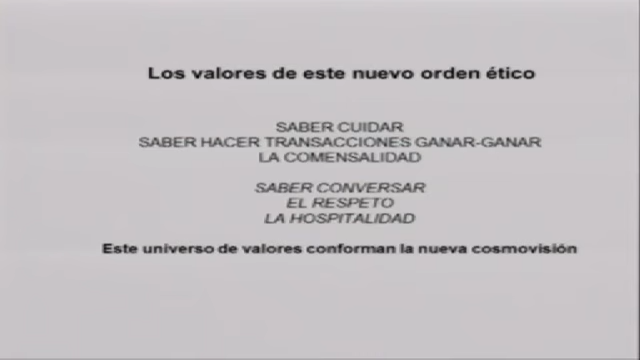 Los valores de este nuevo orden ético
SABER CUIDAR
SABER HACER TRANSACCIONES GANAR-GANAR
LA COMENSALIDAD
SABER CONVERSAR
EL RESPETO
LA HOSPITALIDAD
Este universo de valores conforman la nueva cosmovisión